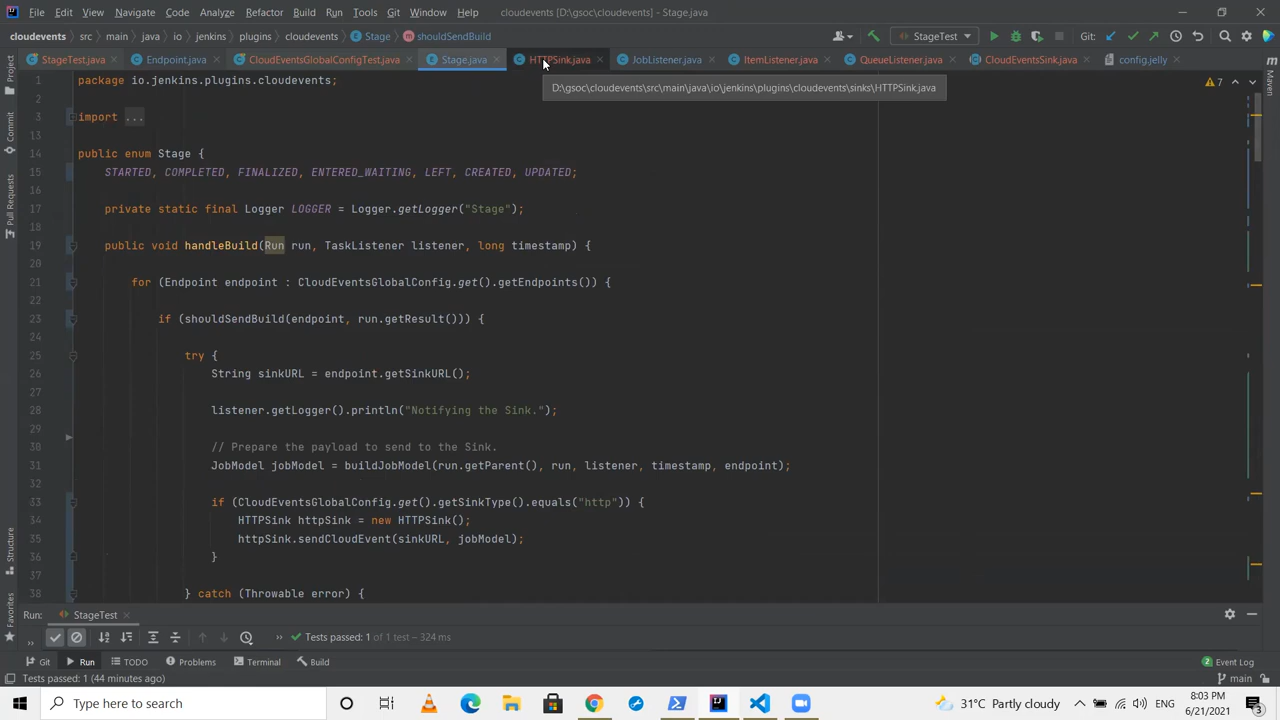 File Edit View Navigate Code Analyze Refactor Build Run Tools Git Window Help cloudevents [D:\gsoc\cloudevents] - Stage.java
cloudevents src main java io jenkins plugins cloudevents Stage shouldSendBuild StageTest Git:
StageTest.java Endpoint.java CloudEventsGlobalConfigTest.java Stage.java HTTPSink.java JobListener.java ItemListener.java QueueListener.java CloudEventsSink.java config.jelly
D:\gsoc\cloudevents\src\main\java\io\jenkins\plugins\cloudevents\sinks\HTTPSink.java
Project
Commit
Pull Requests
Structure
Favorites
Maven
7
1 package io.jenkins.plugins.cloudevents;
2
3 import ...
13
14 public enum Stage {
15 STARTED, COMPLETED, FINALIZED, ENTERED_WAITING, LEFT, CREATED, UPDATED;
16
17 private static final Logger LOGGER = Logger.getLogger("Stage");
18
19 public void handleBuild(Run run, TaskListener listener, long timestamp) {
20
21 for (Endpoint endpoint : CloudEventsGlobalConfig.get().getEndpoints()) {
22
23 if (shouldSendBuild(endpoint, run.getResult())) {
24
25 try {
26 String sinkURL = endpoint.getSinkURL();
27
28 listener.getLogger().println("Notifying the Sink.");
29
30 // Prepare the payload to send to the Sink.
31 JobModel jobModel = buildJobModel(run.getParent(), run, listener, timestamp, endpoint);
32
33 if (CloudEventsGlobalConfig.get().getSinkType().equals("http")) {
34 HTTPSink httpSink = new HTTPSink();
35 httpSink.sendCloudEvent(sinkURL, jobModel);
36 }
37
38 } catch (Throwable error) {
Run: StageTest
Tests passed: 1 of 1 test – 324 ms
Git Run TODO Problems Terminal Build 2 Event Log
Tests passed: 1 (44 minutes ago) main
Type here to search 31°C Partly cloudy ENG 8:03 PM
6/21/2021 3